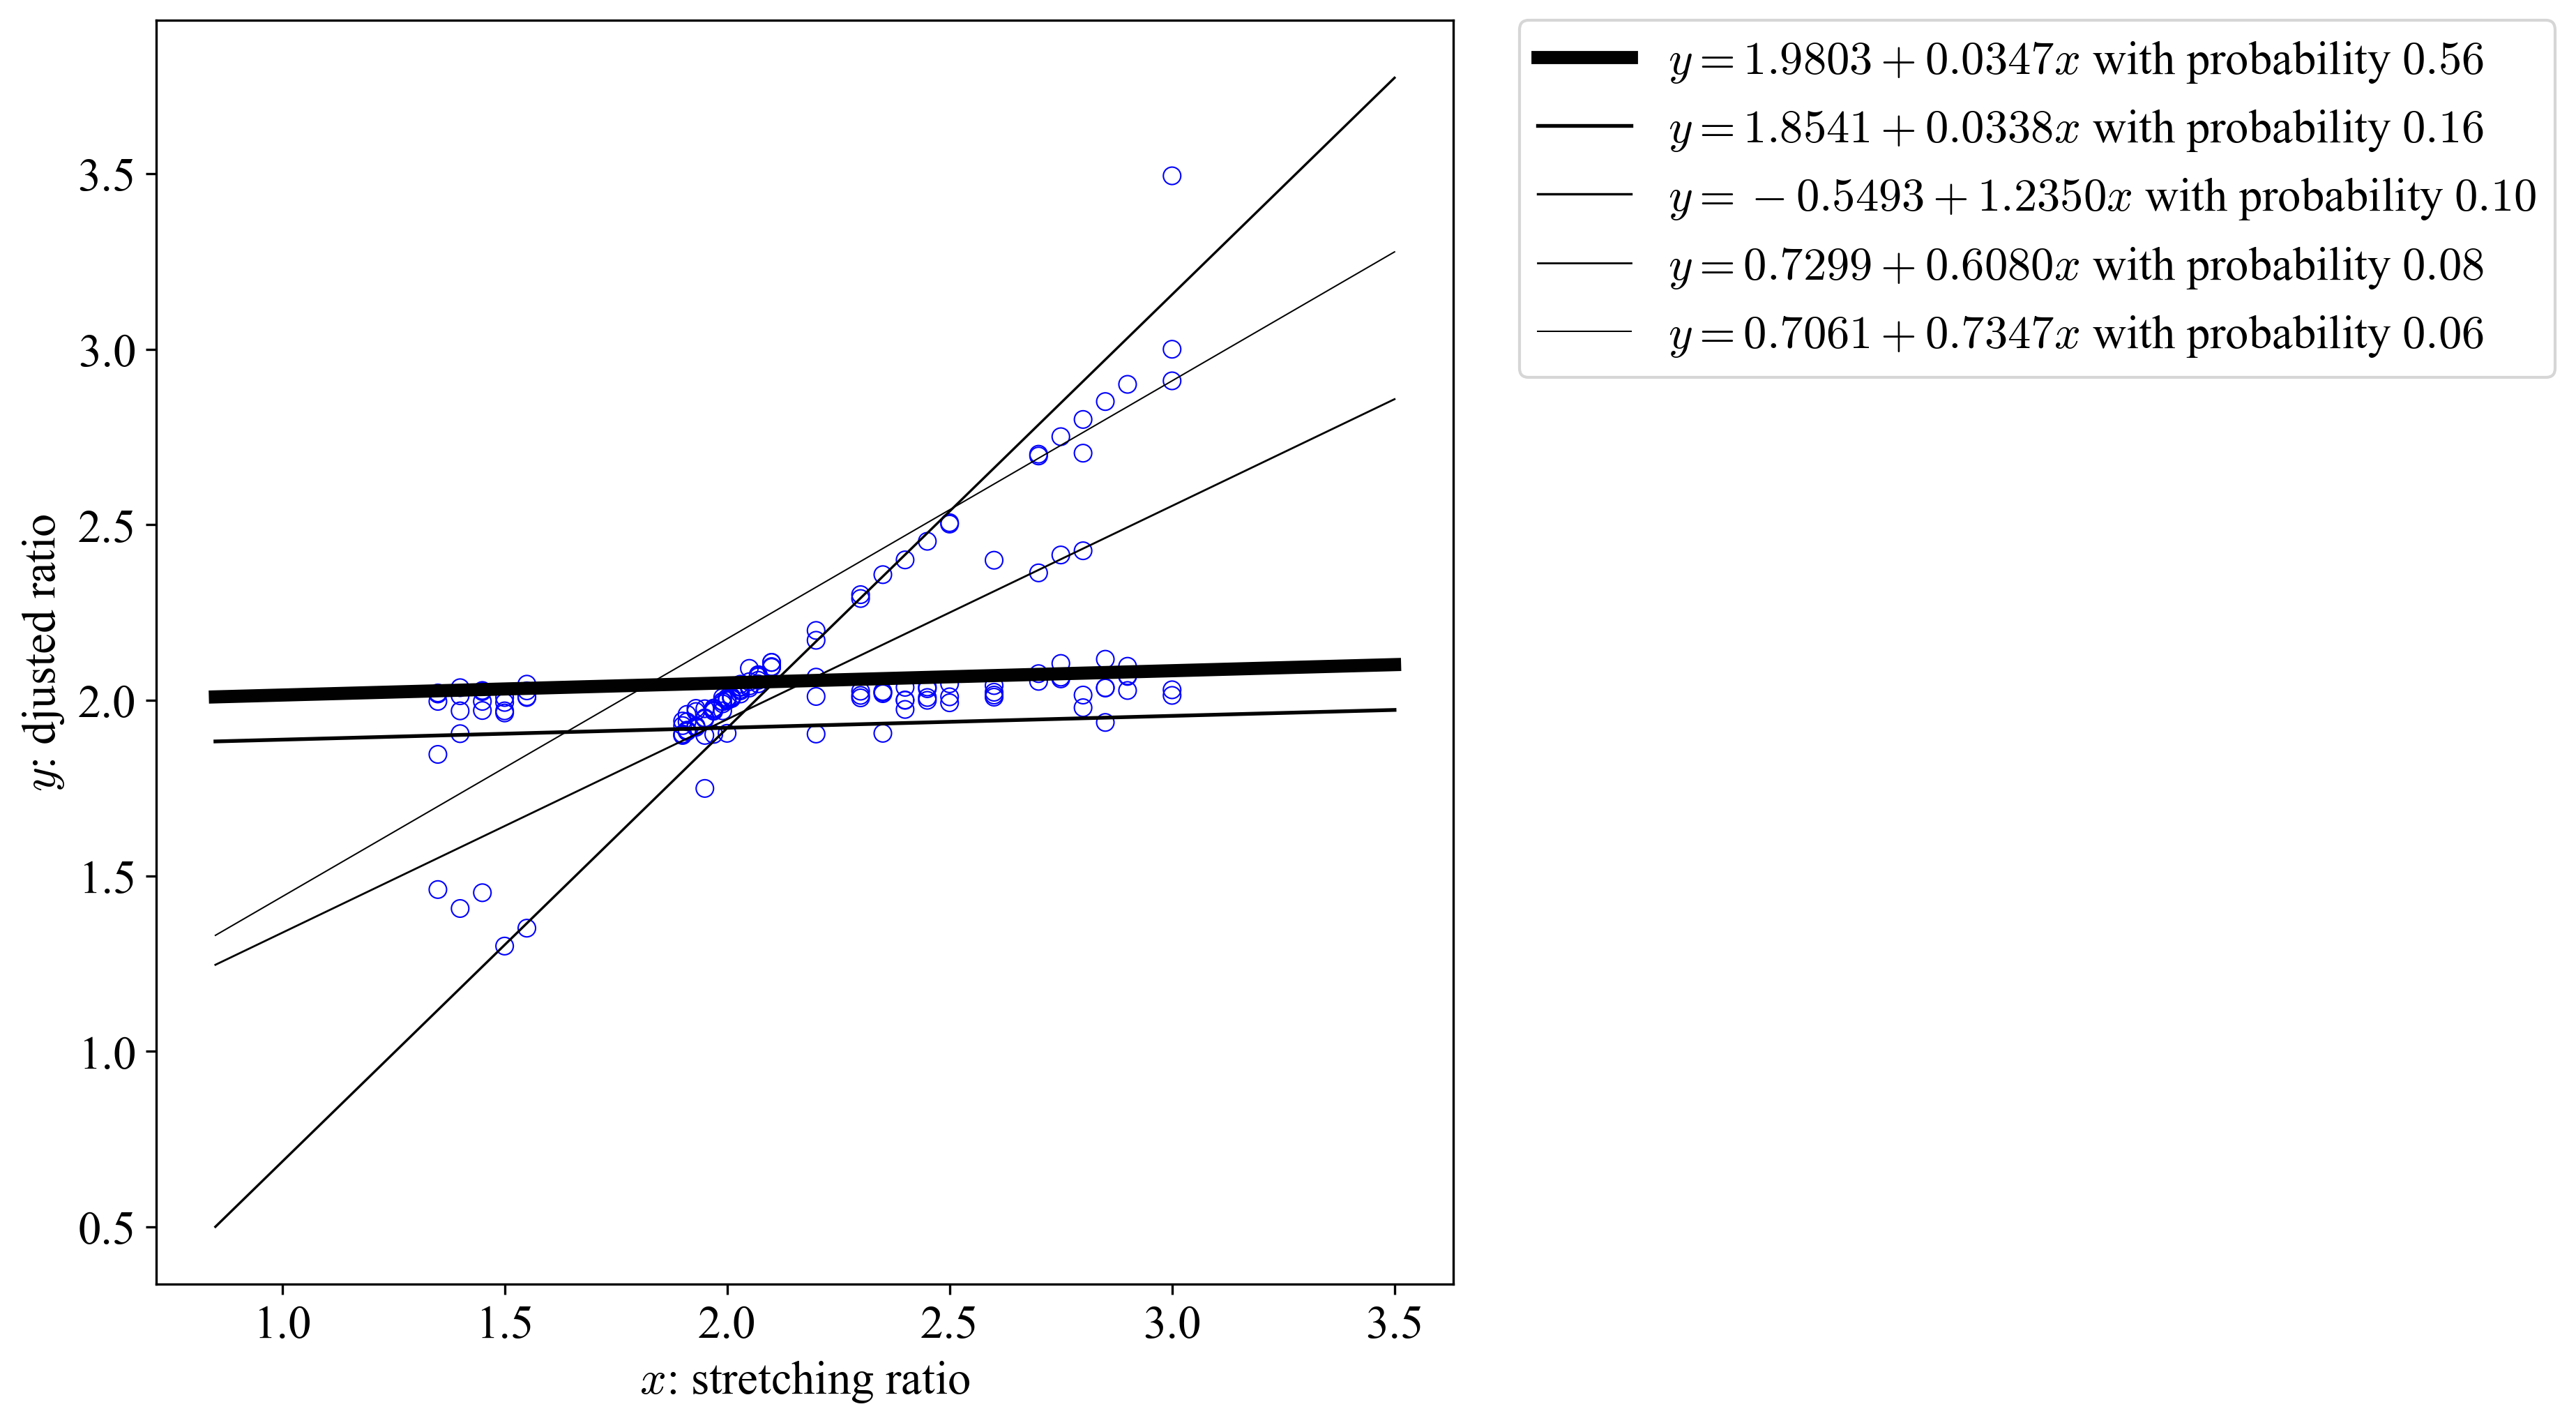 3.5
3.0
2.5
2.0
1.5
1.0
0.5
y: djusted ratio
1.0 1.5 2.0 2.5 3.0 3.5
x: stretching ratio
y = 1.9803 + 0.0347x with probability 0.56
y = 1.8541 + 0.0338x with probability 0.16
y = − 0.5493 + 1.2350x with probability 0.10
y = 0.7299 + 0.6080x with probability 0.08
y = 0.7061 + 0.7347x with probability 0.06